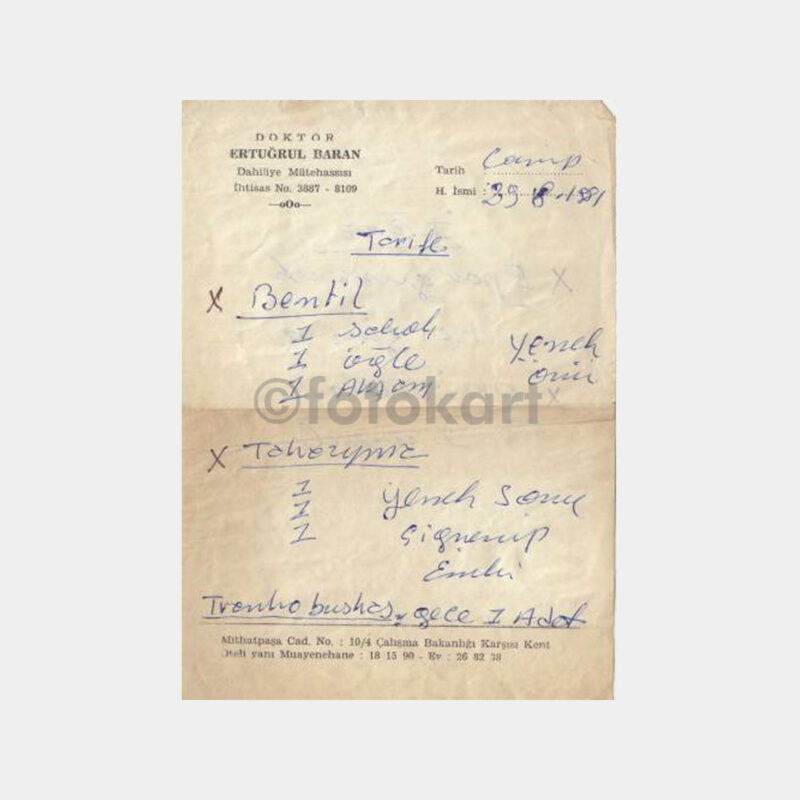 DOKTOR
ERTUĞRUL BARAN
Dahiliye Mütehassısı
İhtisas No. 3887 - 8109
—oOo—
Tarih
H. İsmi : 29 8 1981
Tarife
X Bentil
1 sabah
1 öğle Yemek
1 Akşam önü
©fotokart
X
1 Yemek sonu
1 Çiğnenip
1
gece 1 Adet
Mithatpaşa Cad. No. : 10/4 Çalışma Bakanlığı Karşısı Kent
Oteli yanı Muayenehane : 18 15 90 - Ev : 26 82 38